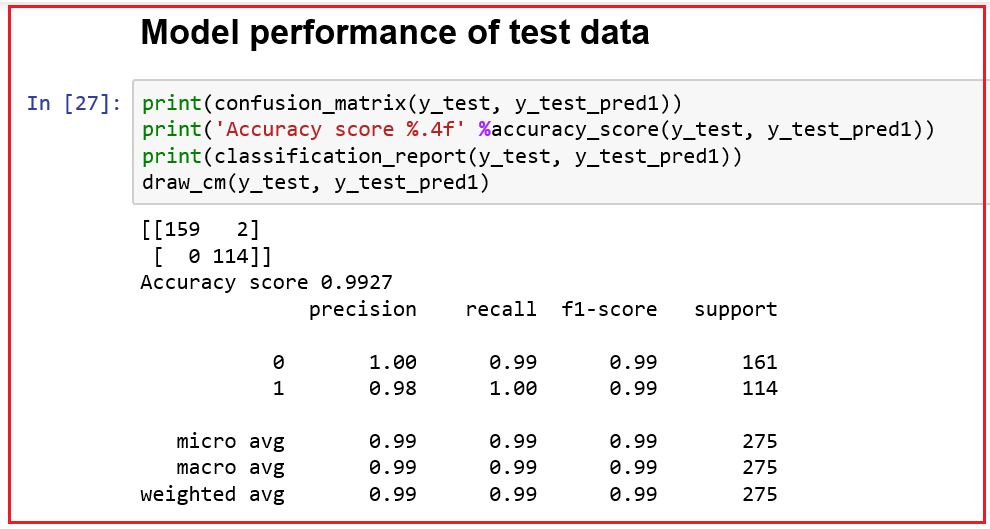 Model performance of test data
In [27]: print(confusion_matrix(y_test, y_test_pred1))
print('Accuracy score %.4f' %accuracy_score(y_test, y_test_pred1))
print(classification_report(y_test, y_test_pred1))
draw_cm(y_test, y_test_pred1)
[[159   2]
 [  0 114]]
Accuracy score 0.9927
              precision    recall  f1-score   support
           0       1.00      0.99      0.99       161
           1       0.98      1.00      0.99       114
   micro avg       0.99      0.99      0.99       275
   macro avg       0.99      0.99      0.99       275
weighted avg       0.99      0.99      0.99       275